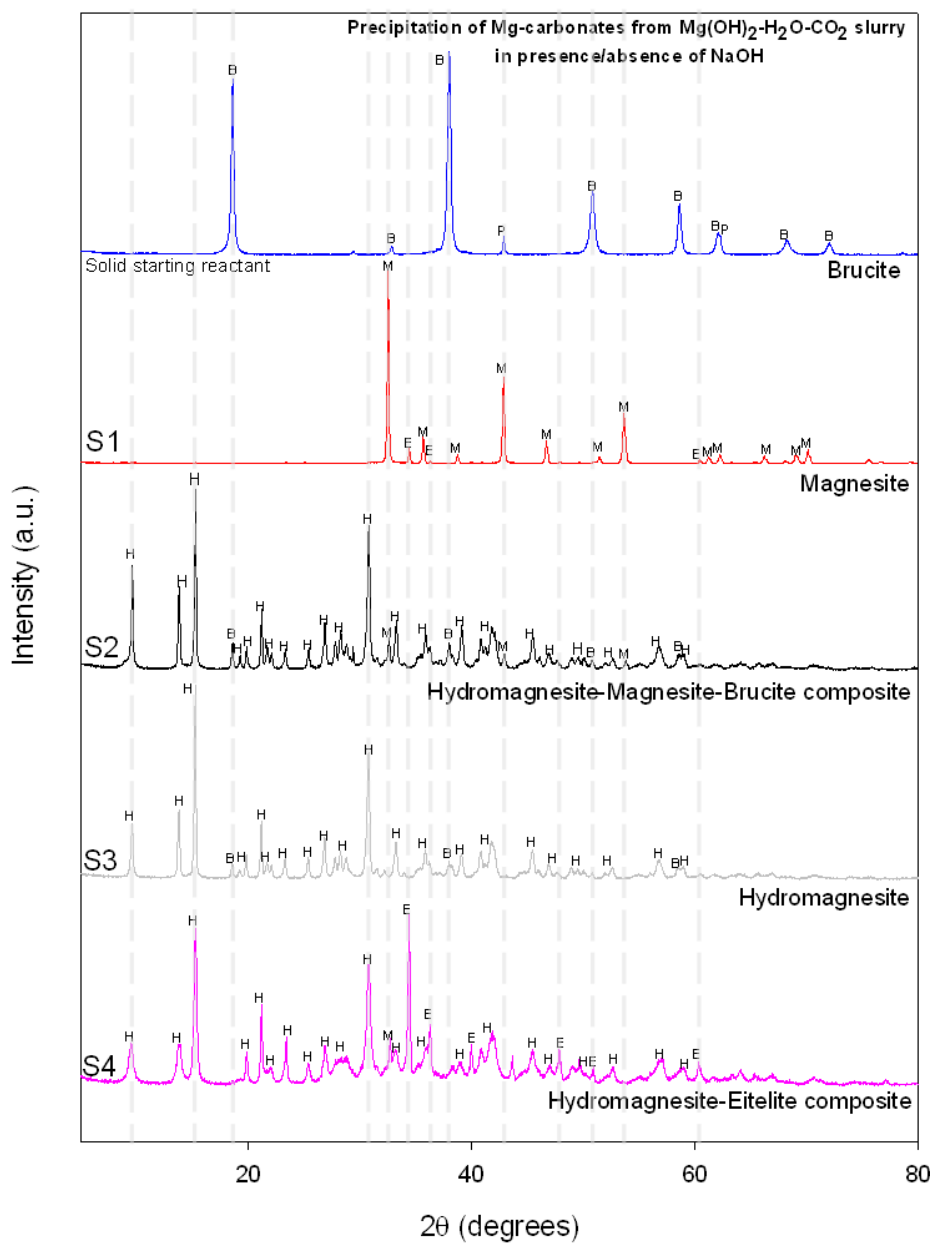 Precipitation of Mg-carbonates from Mg(OH)2-H2O-CO2 slurry
in presence/absence of NaOH
B B B B P B B B P B B
Solid starting reactant
Brucite
M E M E M M M M M E M M M M M
S1
Magnesite
H H H B H H H H H H H H M H H B H H H M H H H B H M H B H
S2
Hydromagnesite-Magnesite-Brucite composite
H H H B H H H H H H H H H H B H H H H H H H B H
S3
Hydromagnesite
H H H H H H H H H H M H E H E H E H H H E H E H H H E
S4
Hydromagnesite-Eitelite composite
Intensity (a.u.)
20 40 60 80
2θ (degrees)